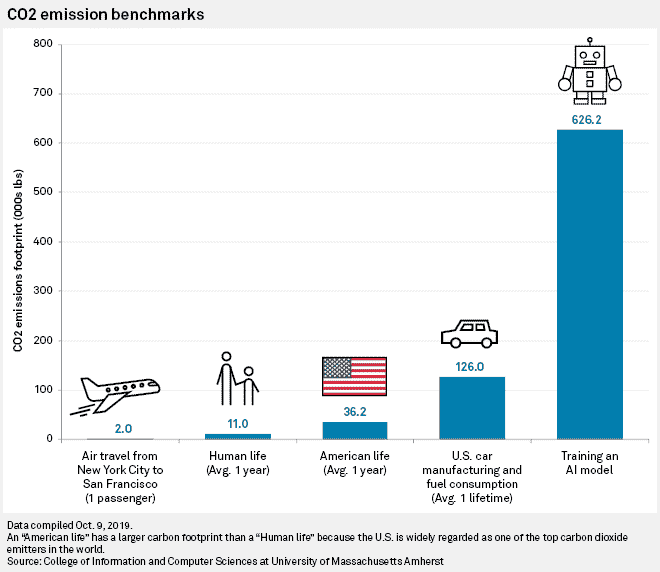 CO2 emission benchmarks
CO2 emissions footprint (000s lbs)
800
700
600
500
400
300
200
100
0
2.0
11.0
36.2
126.0
626.2
Air travel from
New York City to
San Francisco
(1 passenger)
Human life
(Avg. 1 year)
American life
(Avg. 1 year)
U.S. car
manufacturing and
fuel consumption
(Avg. 1 lifetime)
Training an
AI model
Data compiled Oct. 9, 2019.
An “American life” has a larger carbon footprint than a “Human life” because the U.S. is widely regarded as one of the top carbon dioxide
emitters in the world.
Source: College of Information and Computer Sciences at University of Massachusetts Amherst